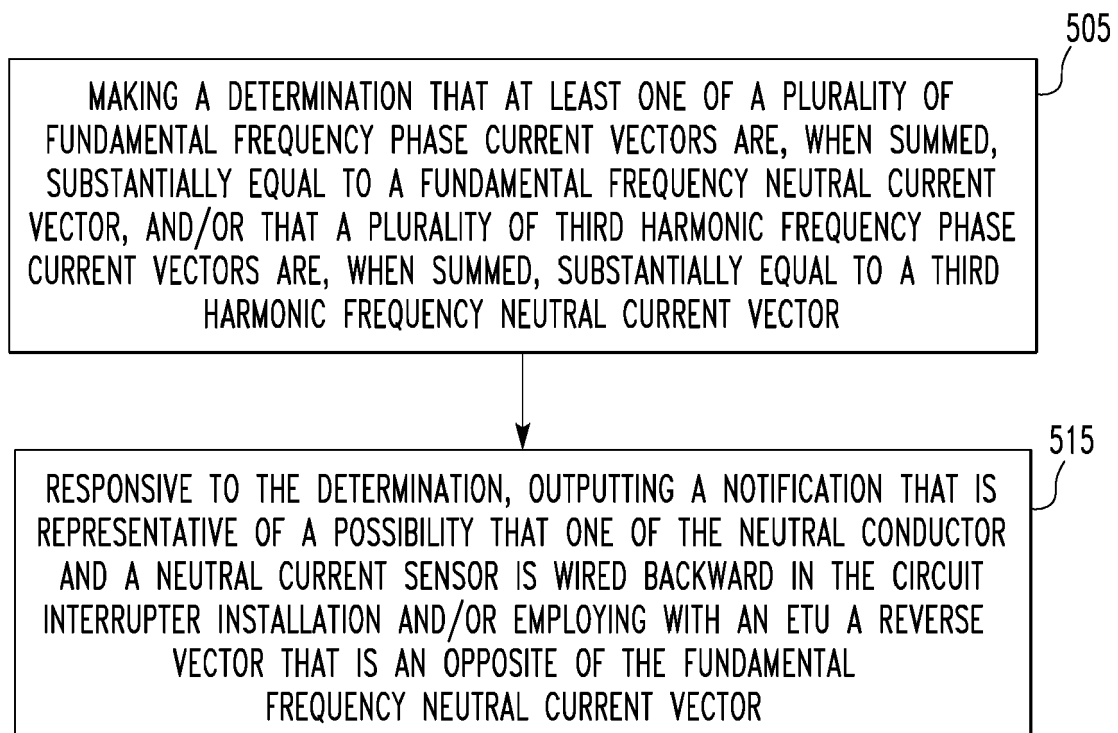 505
MAKING A DETERMINATION THAT AT LEAST ONE OF A PLURALITY OF
FUNDAMENTAL FREQUENCY PHASE CURRENT VECTORS ARE, WHEN SUMMED,
SUBSTANTIALLY EQUAL TO A FUNDAMENTAL FREQUENCY NEUTRAL CURRENT
VECTOR, AND/OR THAT A PLURALITY OF THIRD HARMONIC FREQUENCY PHASE
CURRENT VECTORS ARE, WHEN SUMMED, SUBSTANTIALLY EQUAL TO A THIRD
HARMONIC FREQUENCY NEUTRAL CURRENT VECTOR
515
RESPONSIVE TO THE DETERMINATION, OUTPUTTING A NOTIFICATION THAT IS
REPRESENTATIVE OF A POSSIBILITY THAT ONE OF THE NEUTRAL CONDUCTOR
AND A NEUTRAL CURRENT SENSOR IS WIRED BACKWARD IN THE CIRCUIT
INTERRUPTER INSTALLATION AND/OR EMPLOYING WITH AN ETU A REVERSE
VECTOR THAT IS AN OPPOSITE OF THE FUNDAMENTAL
FREQUENCY NEUTRAL CURRENT VECTOR